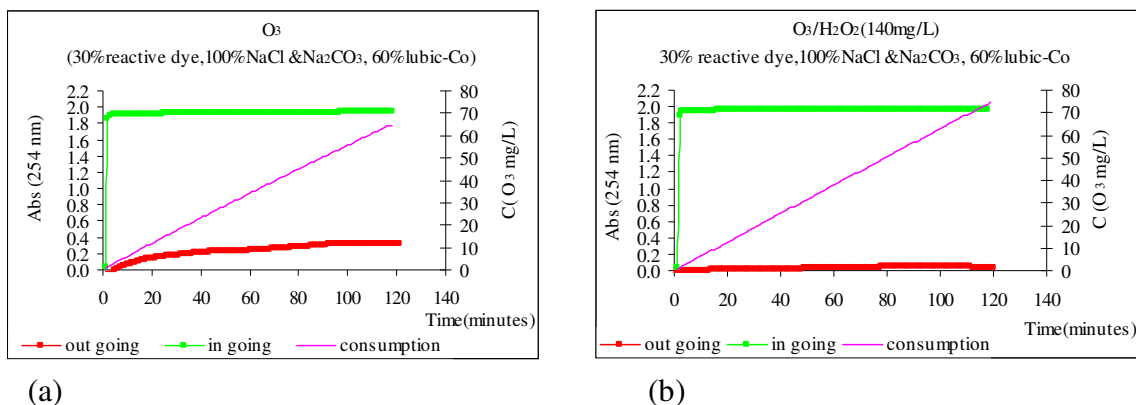 O₃
(30%reactive dye,100%NaCl &Na₂CO₃, 60%lubic-Co)
Abs (254 nm)
2.2
2.0
1.8
1.6
1.4
1.2
1.0
0.8
0.6
0.4
0.2
0.0
80
70
60
50
40
30
20
10
0
C( O₃ mg/L)
0 20 40 60 80 100 120 140
Time(minutes)
out going in going consumption
(a)
O₃/H₂O₂(140mg/L)
30% reactive dye,100%NaCl &Na₂CO₃, 60%lubic-Co
Abs (254 nm)
2.2
2.0
1.8
1.6
1.4
1.2
1.0
0.8
0.6
0.4
0.2
0.0
80
70
60
50
40
30
20
10
0
C (O₃ mg/L)
0 20 40 60 80 100 120 140
Time(minutes)
out going in going consumption
(b)